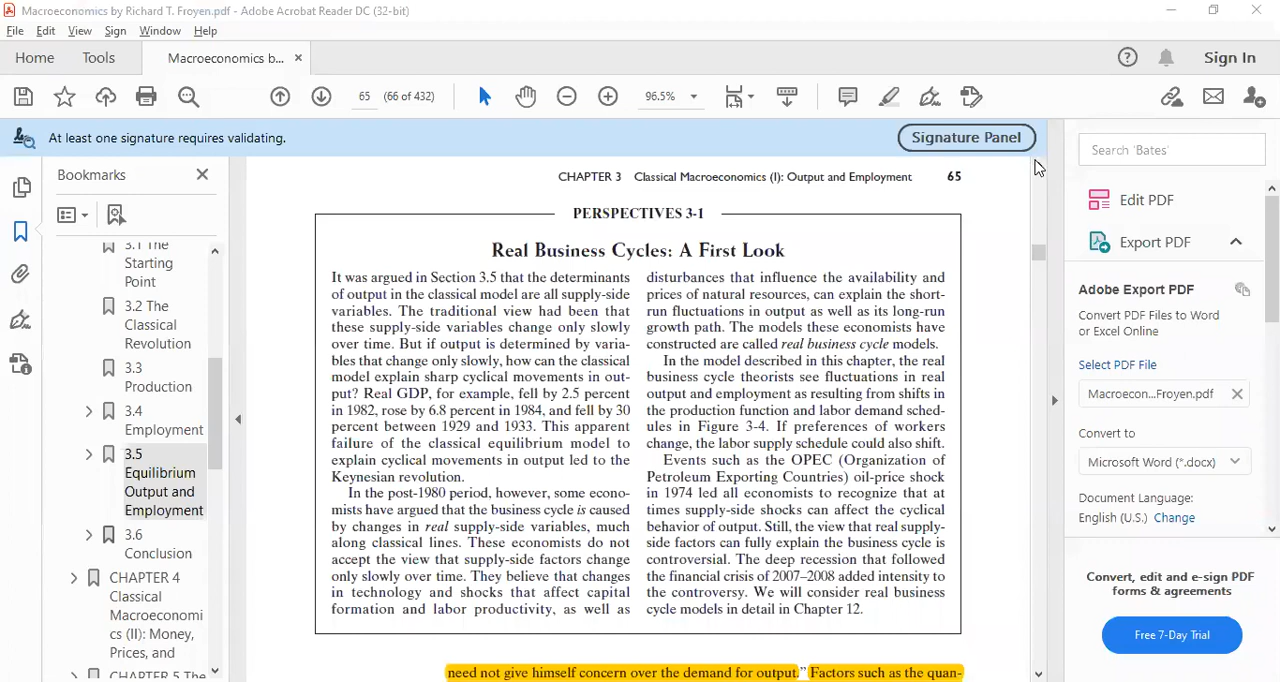 Macroeconomics by Richard T. Froyen.pdf - Adobe Acrobat Reader DC (32-bit)
File Edit View Sign Window Help
Home Tools Macroeconomics b... × Sign In
65 (66 of 432) 96.5%
At least one signature requires validating. Signature Panel
Bookmarks
3.1 The
Starting
Point
3.2 The
Classical
Revolution
3.3
Production
3.4
Employment
3.5
Equilibrium
Output and
Employment
3.6
Conclusion
CHAPTER 4
Classical
Macroeconomi
cs (II): Money,
Prices, and
CHAPTER 5 The
CHAPTER 3 Classical Macroeconomics (I): Output and Employment 65
PERSPECTIVES 3-1
Real Business Cycles: A First Look
It was argued in Section 3.5 that the determinants
of output in the classical model are all supply-side
variables. The traditional view had been that
these supply-side variables change only slowly
over time. But if output is determined by varia-
bles that change only slowly, how can the classical
model explain sharp cyclical movements in out-
put? Real GDP, for example, fell by 2.5 percent
in 1982, rose by 6.8 percent in 1984, and fell by 30
percent between 1929 and 1933. This apparent
failure of the classical equilibrium model to
explain cyclical movements in output led to the
Keynesian revolution.
In the post-1980 period, however, some econo-
mists have argued that the business cycle is caused
by changes in real supply-side variables, much
along classical lines. These economists do not
accept the view that supply-side factors change
only slowly over time. They believe that changes
in technology and shocks that affect capital
formation and labor productivity, as well as
disturbances that influence the availability and
prices of natural resources, can explain the short-
run fluctuations in output as well as its long-run
growth path. The models these economists have
constructed are called real business cycle models.
In the model described in this chapter, the real
business cycle theorists see fluctuations in real
output and employment as resulting from shifts in
the production function and labor demand sched-
ules in Figure 3-4. If preferences of workers
change, the labor supply schedule could also shift.
Events such as the OPEC (Organization of
Petroleum Exporting Countries) oil-price shock
in 1974 led all economists to recognize that at
times supply-side shocks can affect the cyclical
behavior of output. Still, the view that real supply-
side factors can fully explain the business cycle is
controversial. The deep recession that followed
the financial crisis of 2007–2008 added intensity to
the controversy. We will consider real business
cycle models in detail in Chapter 12.
need not give himself concern over the demand for output.” Factors such as the quan-
Search 'Bates'
Edit PDF
Export PDF
Adobe Export PDF
Convert PDF Files to Word
or Excel Online
Select PDF File
Macroecon...Froyen.pdf
Convert to
Microsoft Word (*.docx)
Document Language:
English (U.S.) Change
Convert, edit and e-sign PDF
forms & agreements
Free 7-Day Trial